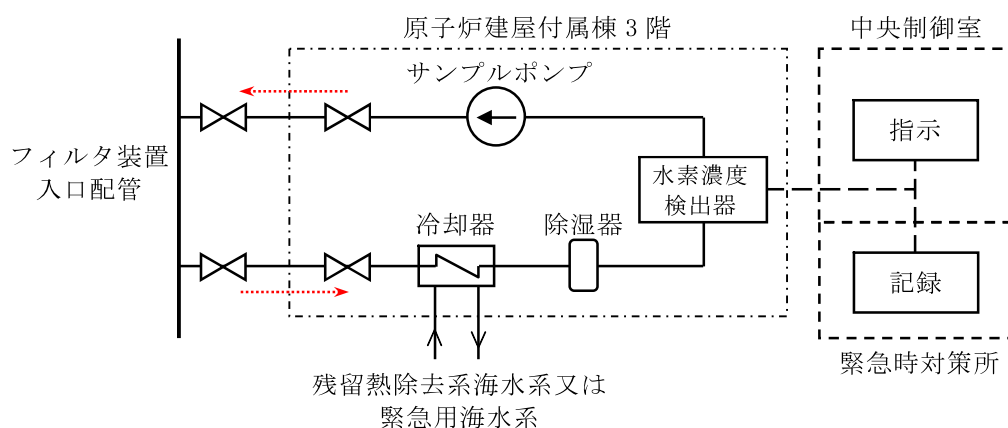 原子炉建屋付属棟3階
中央制御室
サンプルポンプ
指示
フィルタ装置
入口配管
水素濃度
検出器
冷却器
除湿器
記録
緊急時対策所
残留熱除去系海水系又は
緊急用海水系